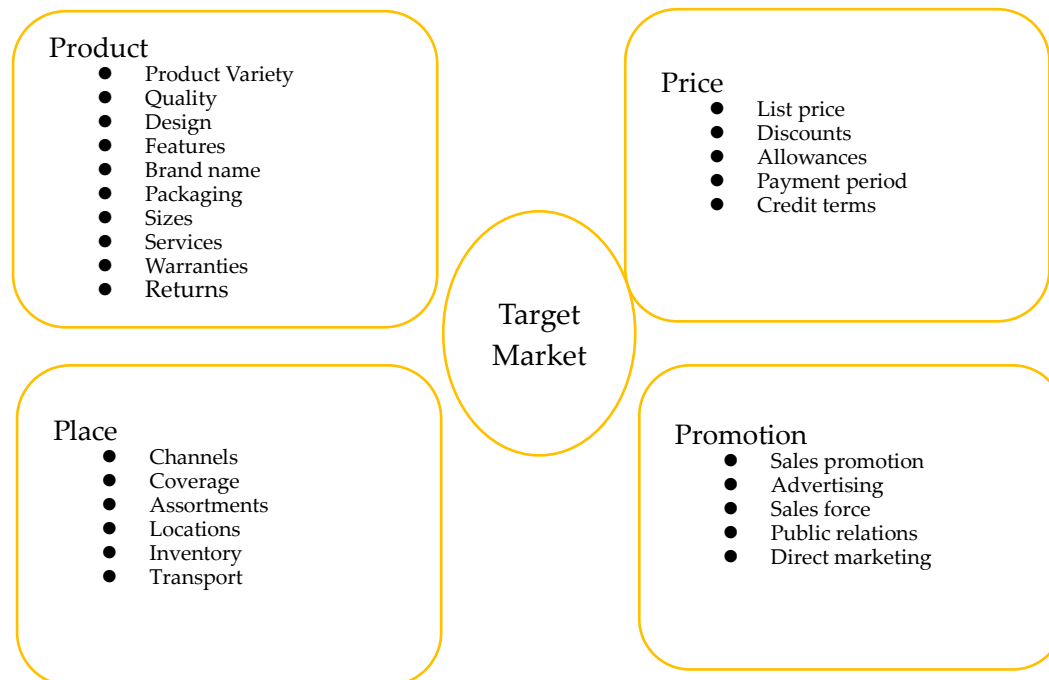 Product
● Product Variety
● Quality
● Design
● Features
● Brand name
● Packaging
● Sizes
● Services
● Warranties
● Returns
Price
● List price
● Discounts
● Allowances
● Payment period
● Credit terms
Target
Market
Place
● Channels
● Coverage
● Assortments
● Locations
● Inventory
● Transport
Promotion
● Sales promotion
● Advertising
● Sales force
● Public relations
● Direct marketing